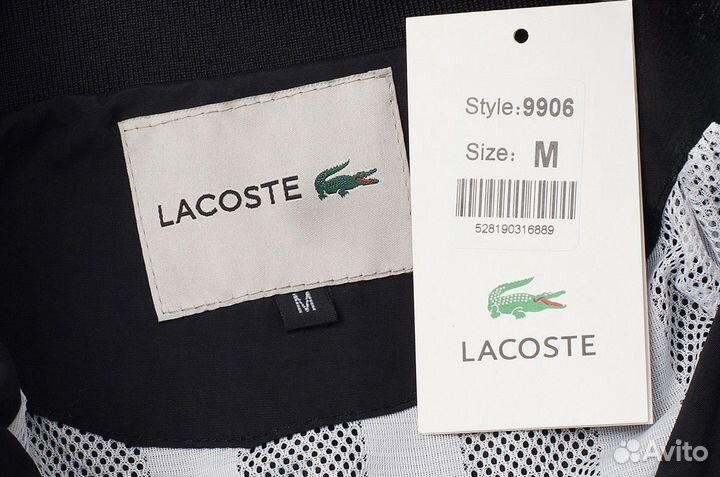 LACOSTE
M
Style:9906
Size: M
528190316889
LACOSTE
Avito